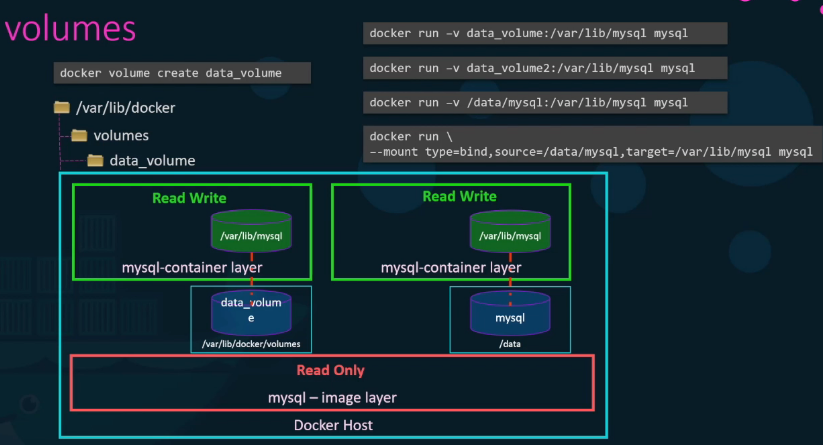 volumes
docker volume create data_volume
/var/lib/docker
volumes
data_volume
docker run –v data_volume:/var/lib/mysql mysql
docker run –v data_volume2:/var/lib/mysql mysql
docker run –v /data/mysql:/var/lib/mysql mysql
docker run \
--mount type=bind,source=/data/mysql,target=/var/lib/mysql mysql
Read Write
/var/lib/mysql
mysql-container layer
data_volum
e
/var/lib/docker/volumes
Read Write
/var/lib/mysql
mysql-container layer
mysql
/data
Read Only
mysql – image layer
Docker Host